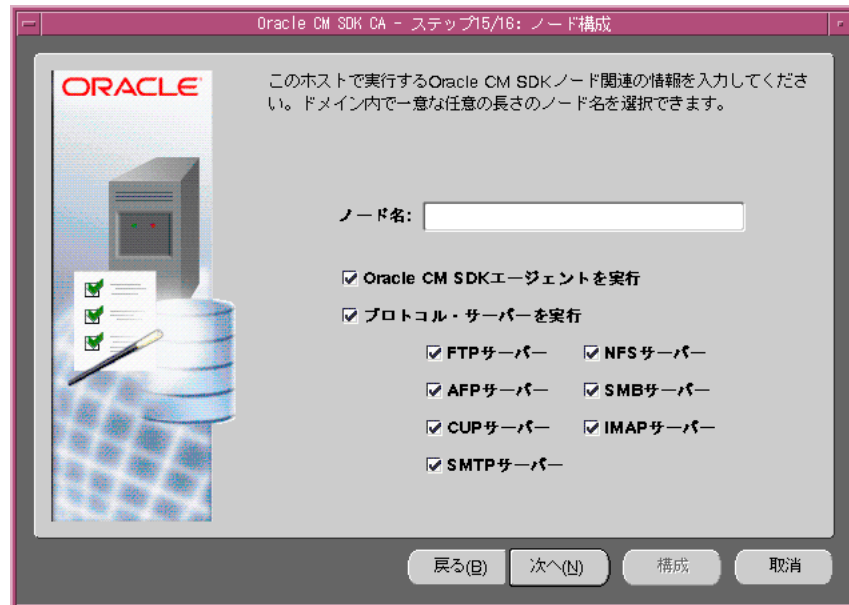 Oracle CM SDK CA - ステップ15/16: ノード構成
ORACLE
このホストで実行するOracle CM SDKノード関連の情報を入力してくださ
い。ドメイン内で一意な任意の長さのノード名を選択できます。
ノード名:
Oracle CM SDKエージェントを実行
プロトコル・サーバーを実行
FTPサーバー NFSサーバー
AFPサーバー SMBサーバー
CUPサーバー IMAPサーバー
SMTPサーバー
戻る(B) 次へ(N) 構成 取消